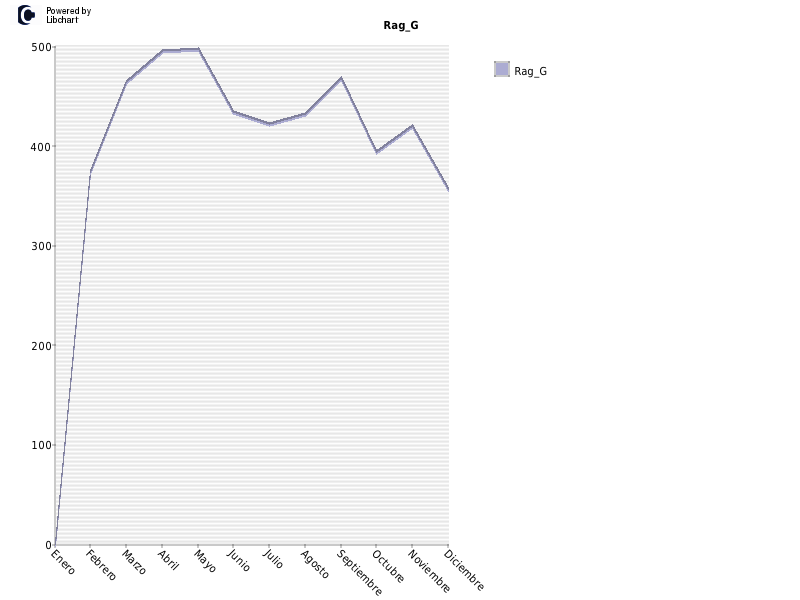 Powered by
Libchart
Rag_G
500
400
300
200
100
0
Enero
Febrero
Marzo
Abril
Mayo
Junio
Julio
Agosto
Septiembre
Octubre
Noviembre
Diciembre
Rag_G